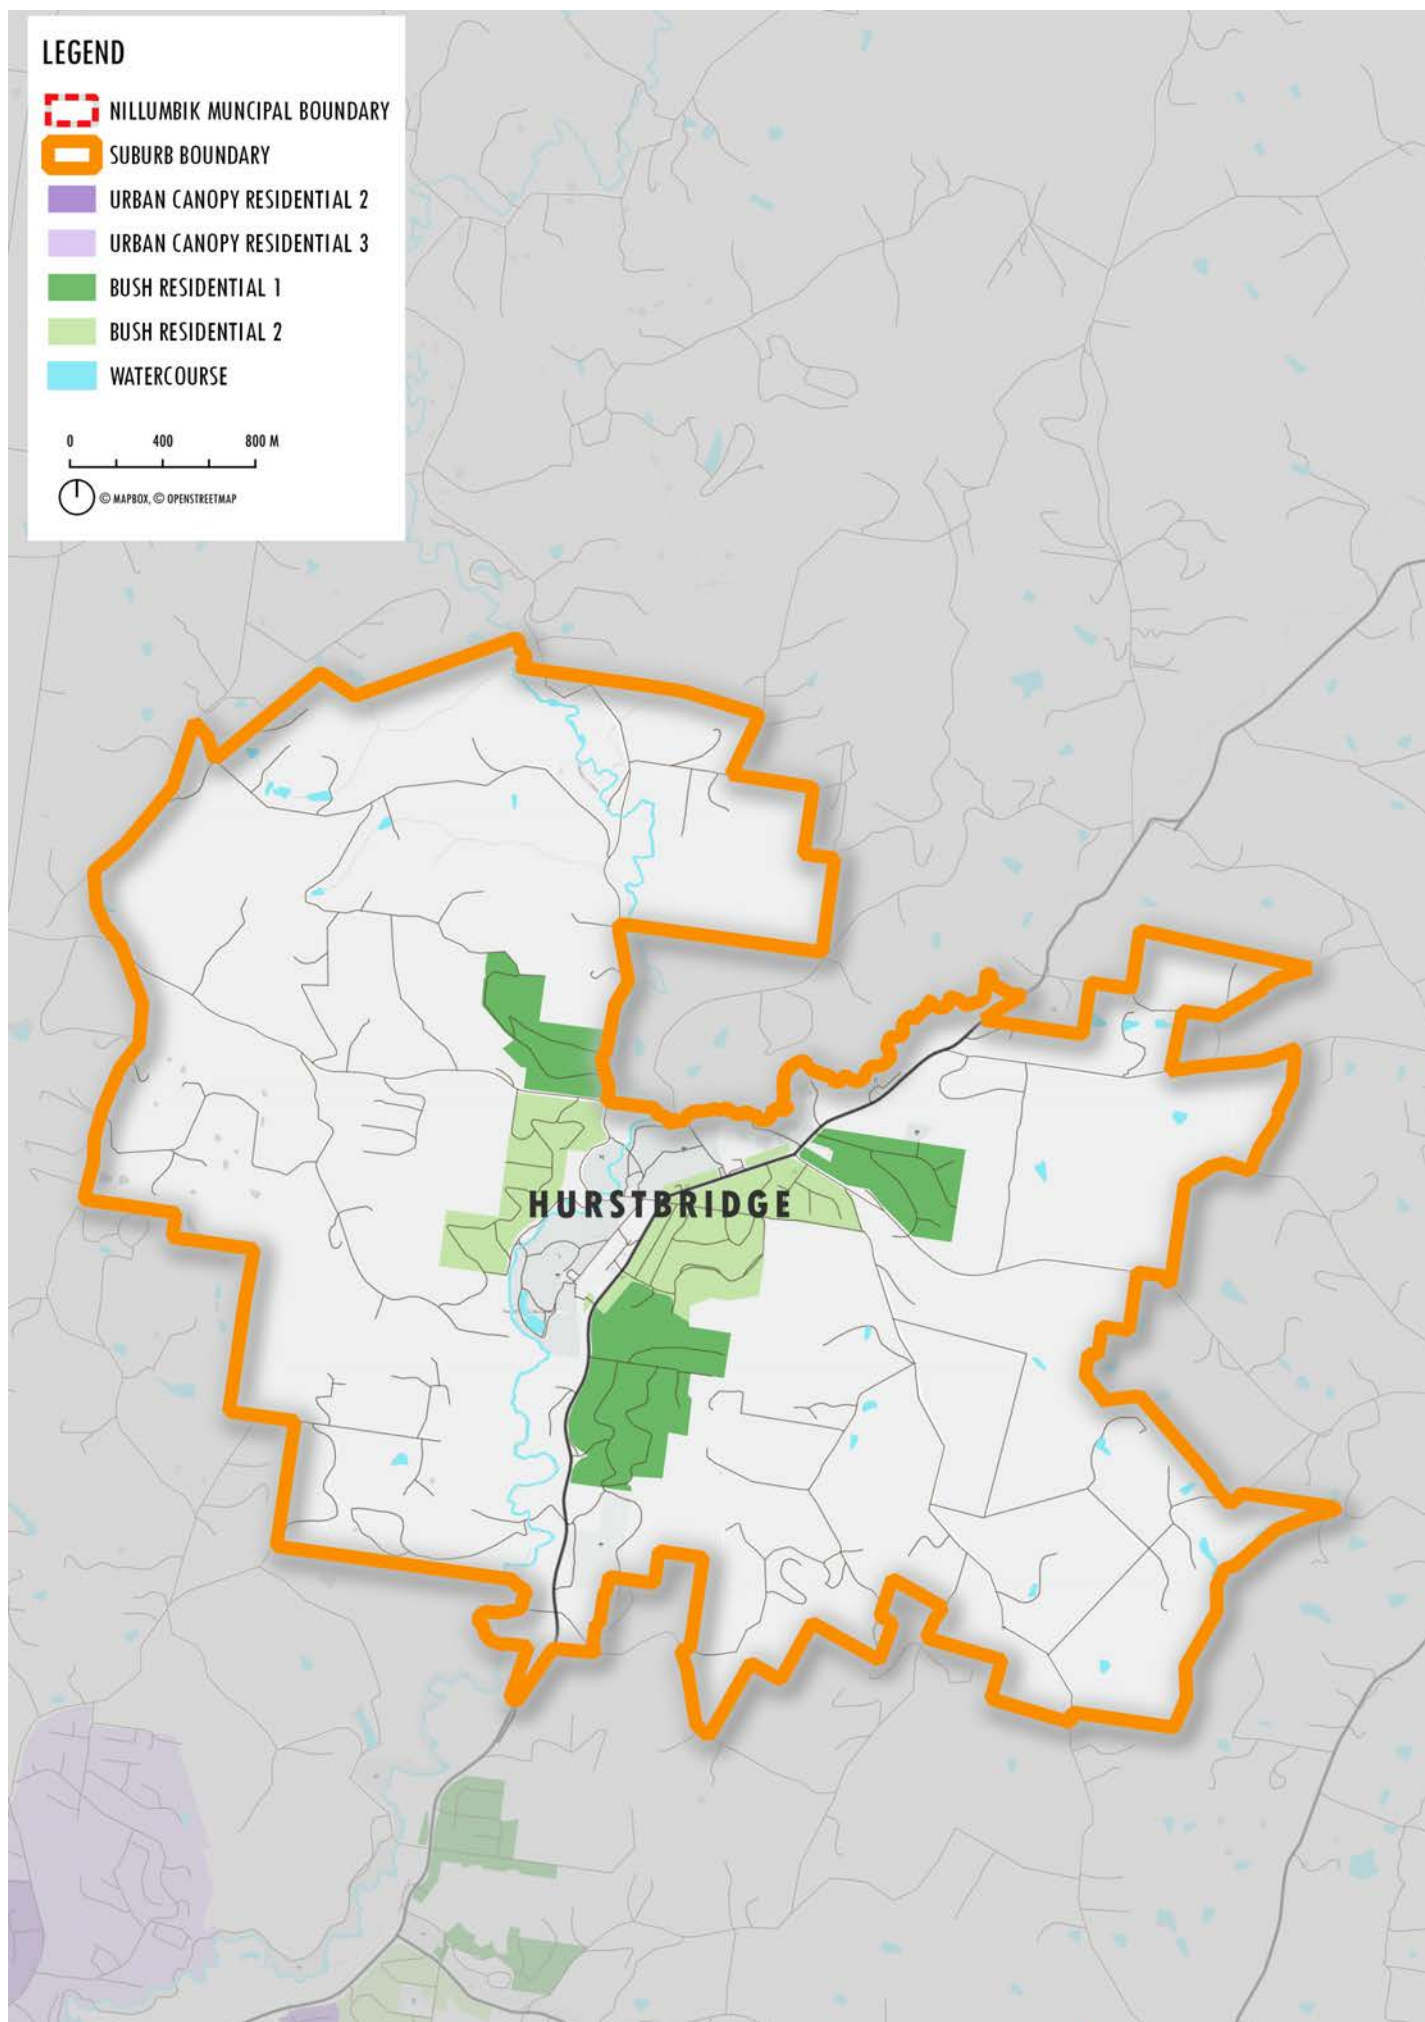 LEGEND
NILLUMBIK MUNCIPAL BOUNDARY
SUBURB BOUNDARY
URBAN CANOPY RESIDENTIAL 2
URBAN CANOPY RESIDENTIAL 3
BUSH RESIDENTIAL 1
BUSH RESIDENTIAL 2
WATERCOURSE
0 400 800 M
© MAPBOX, © OPENSTREETMAP
HURSTBRIDGE